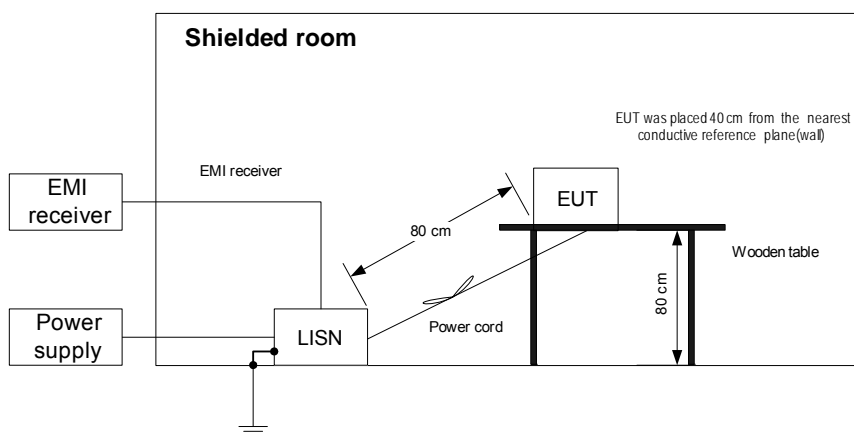 Shielded room
EUT was placed 40 cm from the nearest
conductive reference plane(wall)
EMI receiver
EMI
receiver
EUT
80 cm
Wooden table
80 cm
Power
supply
LISN
Power cord